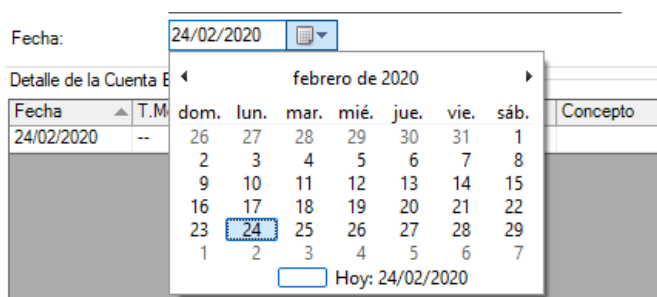 Fecha: 24/02/2020
Detalle de la Cuenta
febrero de 2020
Fecha T.M Concepto
dom. lun. mar. mié. jue. vie. sáb.
24/02/2020 --
26 27 28 29 30 31 1
2 3 4 5 6 7 8
9 10 11 12 13 14 15
16 17 18 19 20 21 22
23 24 25 26 27 28 29
1 2 3 4 5 6 7
Hoy: 24/02/2020